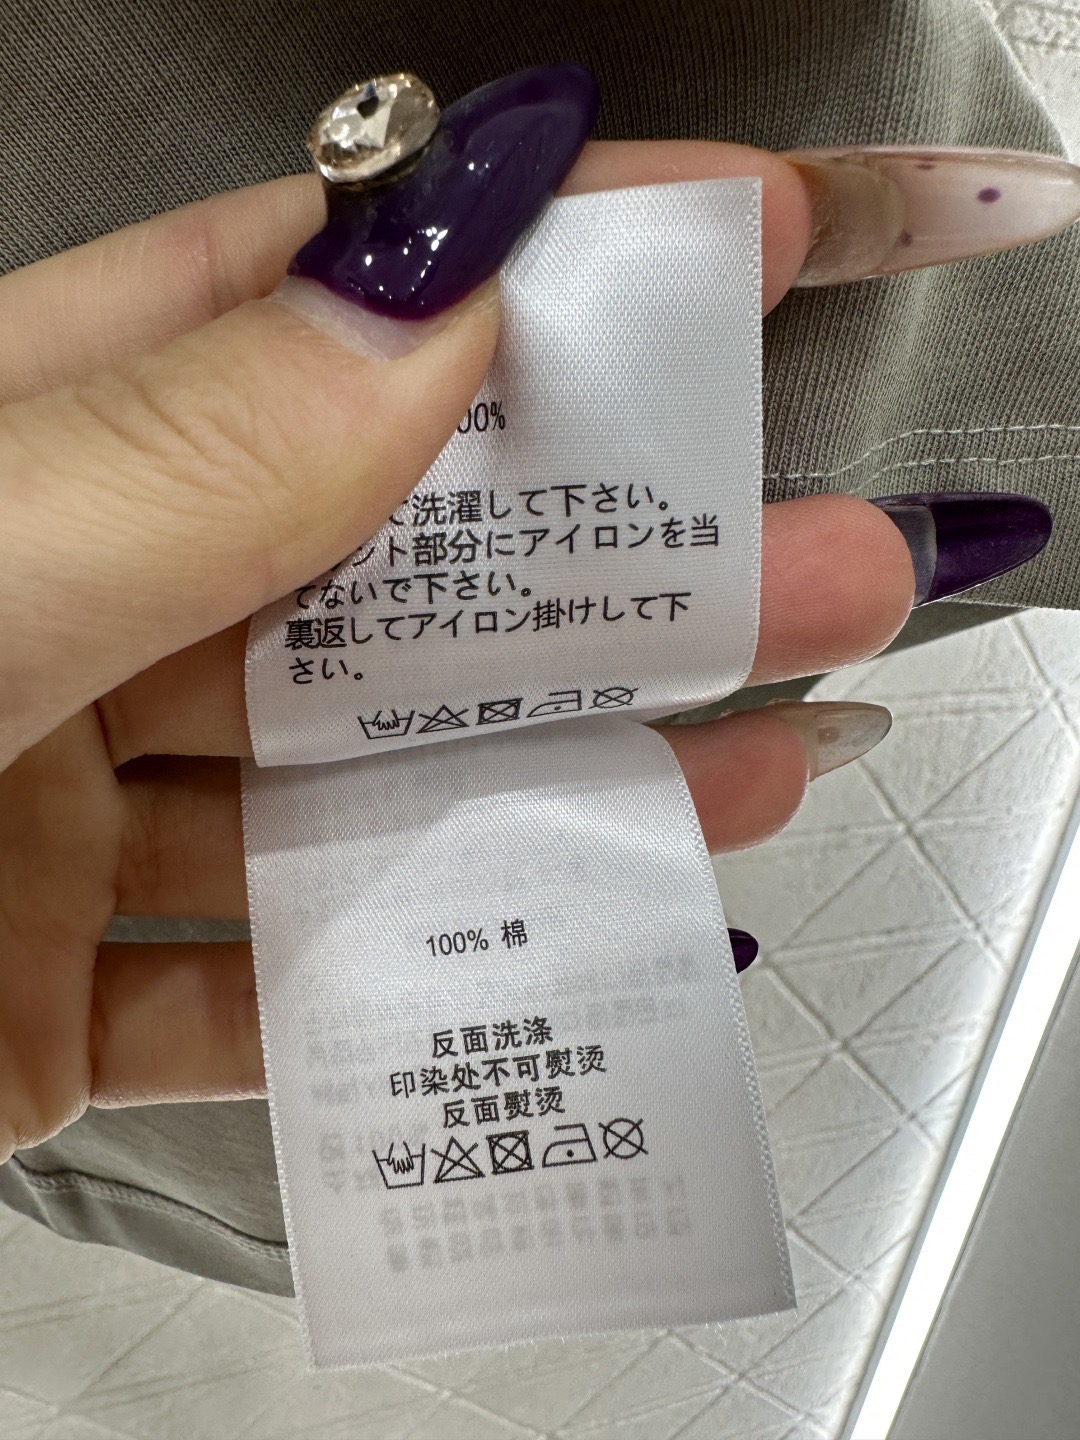 00%
て洗濯して下さい。
ント部分にアイロンを当
てないで下さい。
裏返してアイロン掛けして下
さい。
100% 棉
反面洗涤
印染处不可熨烫
反面熨烫